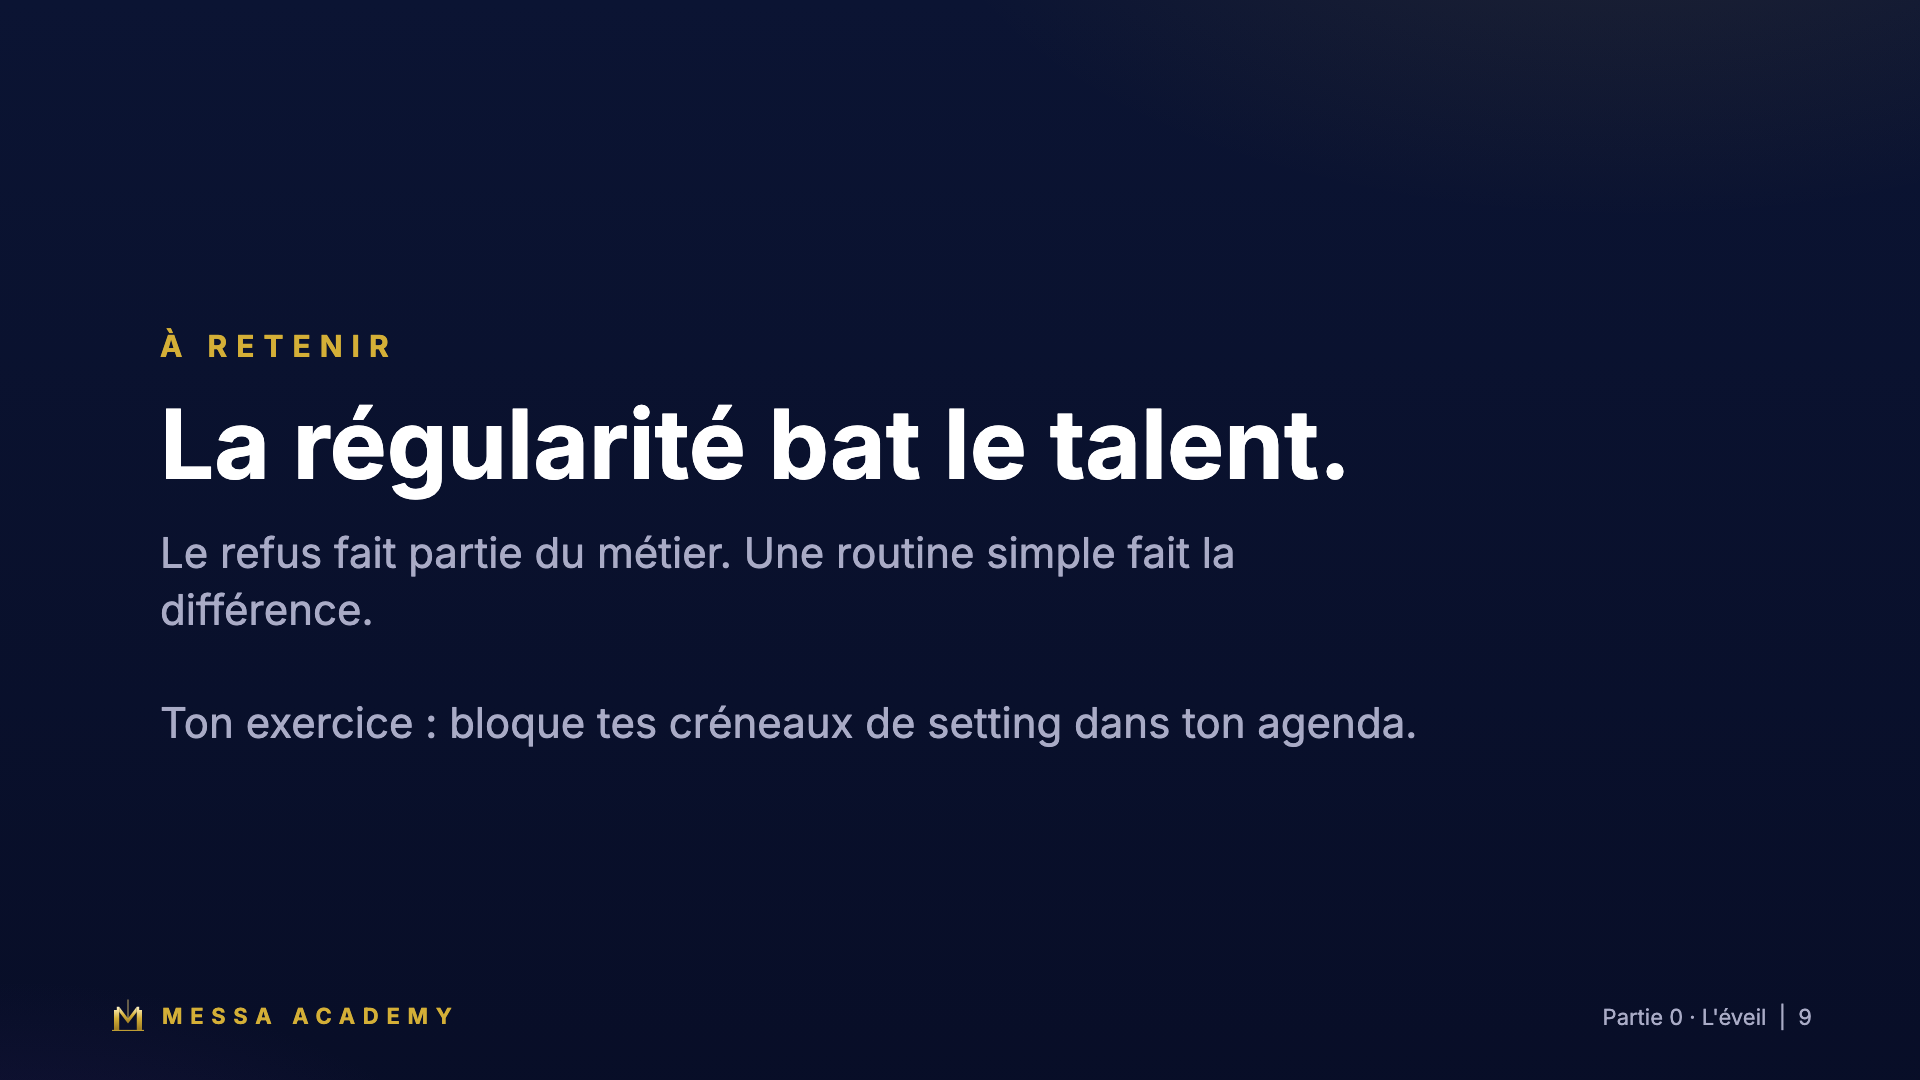 À RETENIR
La régularité bat le talent.
Le refus fait partie du métier. Une routine simple fait la
différence.
Ton exercice : bloque tes créneaux de setting dans ton agenda.
MESSA ACADEMY
Partie 0 · L'éveil | 9